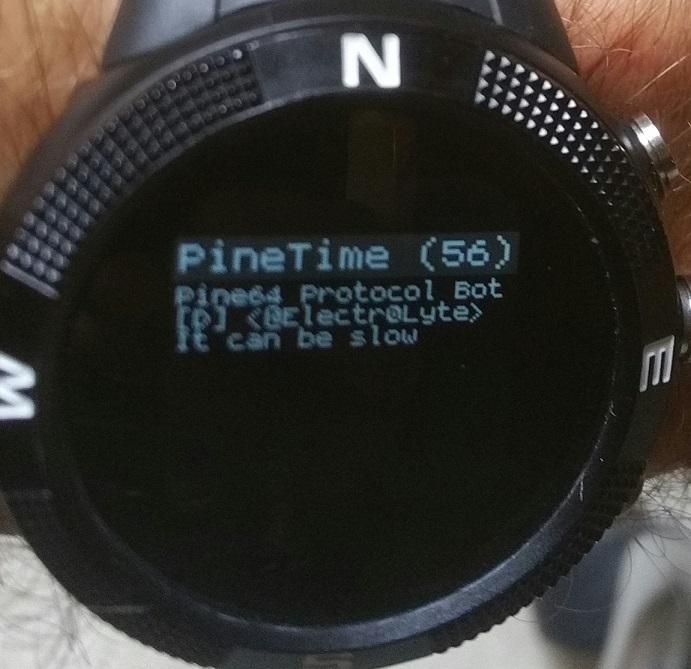 N
PineTime (56)
Pine64 Protocol Bot
[p] <@Electr0Lyte>
It can be slow
W
E
S